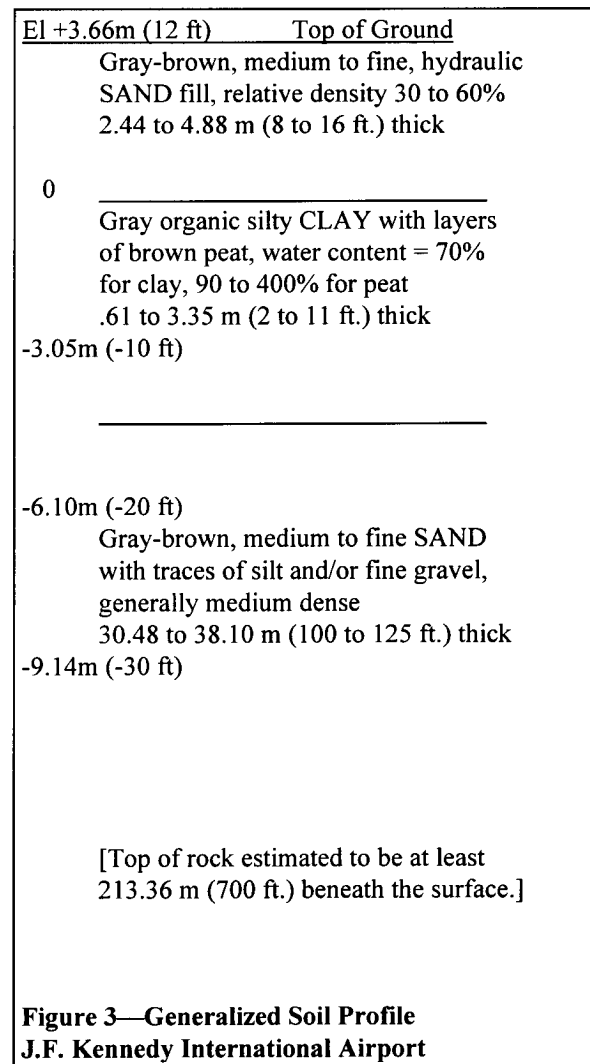 El +3.66m (12 ft) Top of Ground
Gray-brown, medium to fine, hydraulic
SAND fill, relative density 30 to 60%
2.44 to 4.88 m (8 to 16 ft.) thick
0
Gray organic silty CLAY with layers
of brown peat, water content = 70%
for clay, 90 to 400% for peat
.61 to 3.35 m (2 to 11 ft.) thick
-3.05m (-10 ft)
-6.10m (-20 ft)
Gray-brown, medium to fine SAND
with traces of silt and/or fine gravel,
generally medium dense
30.48 to 38.10 m (100 to 125 ft.) thick
-9.14m (-30 ft)
[Top of rock estimated to be at least
213.36 m (700 ft.) beneath the surface.]
Figure 3—Generalized Soil Profile
J.F. Kennedy International Airport